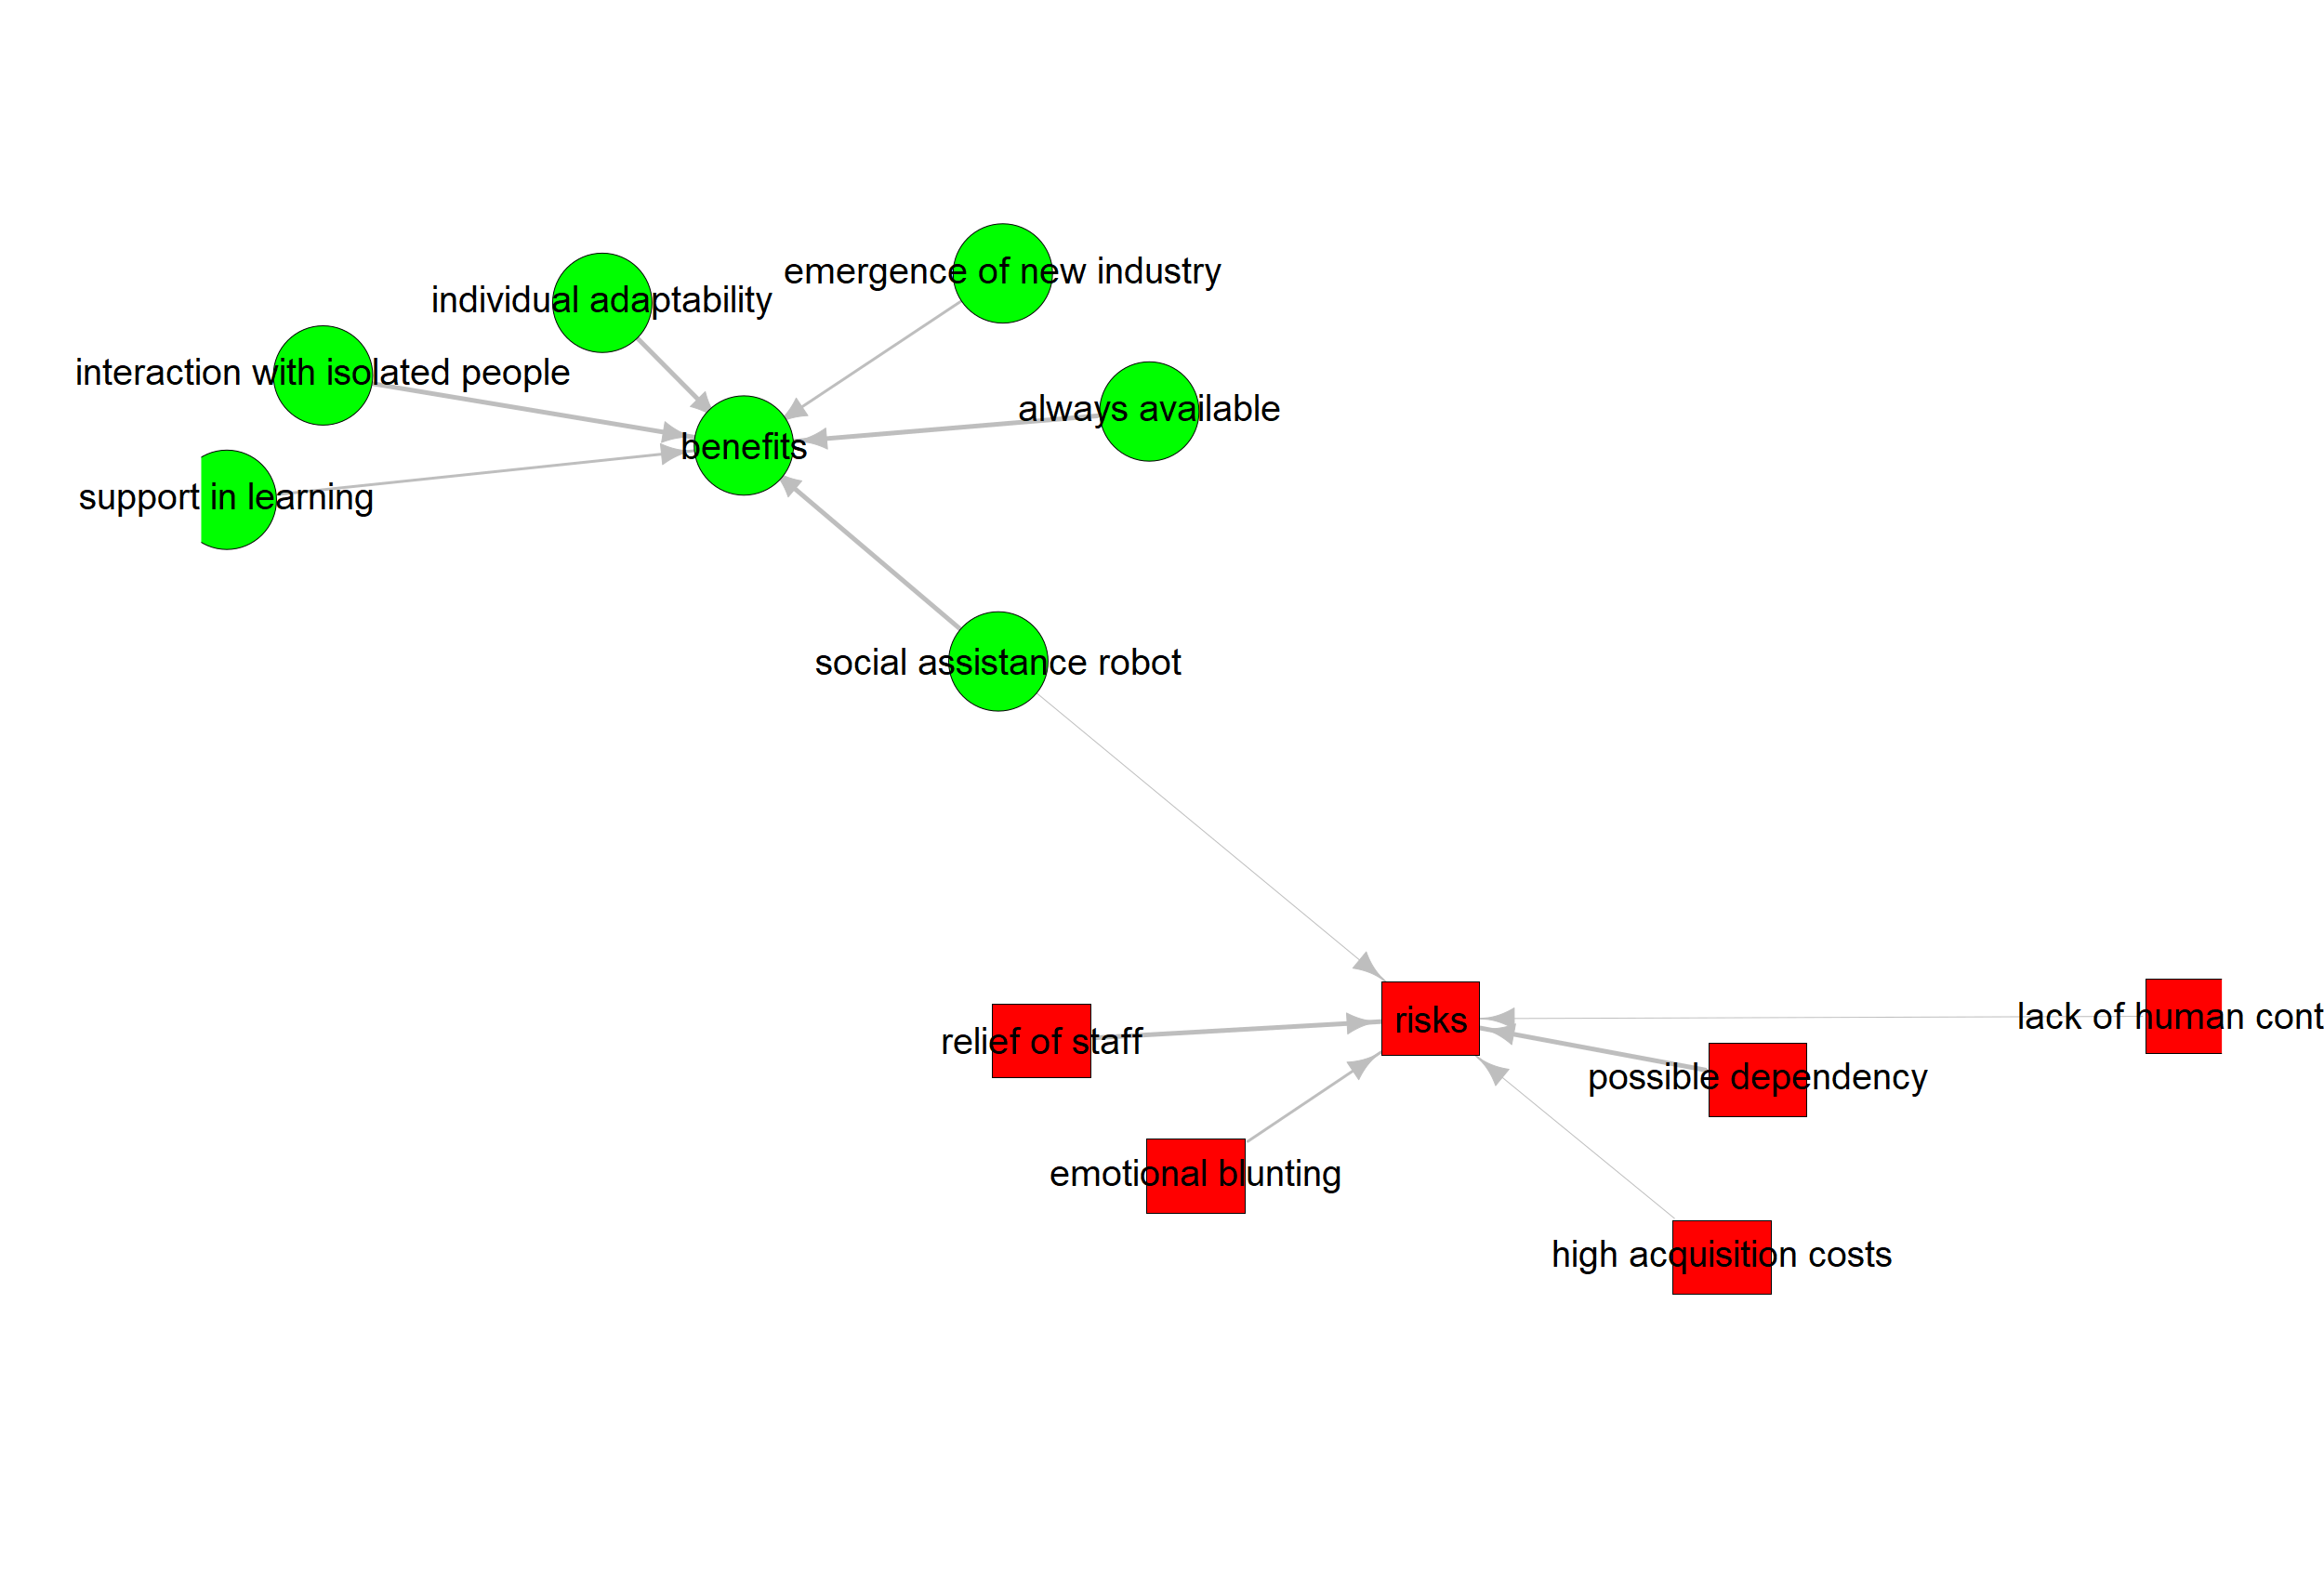 emergence of new industry
individual adaptability
interaction with isolated people
always available
benefits
support in learning
social assistance robot
risks
lack of human cont
relief of staff
possible dependency
emotional blunting
high acquisition costs